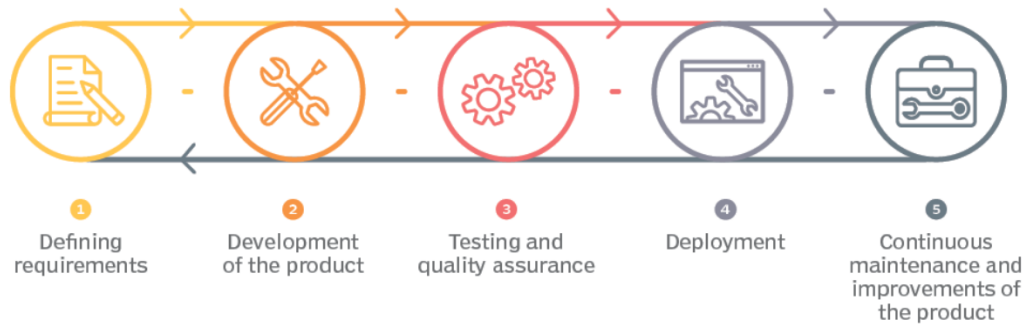 1
Defining
requirements
2
Development
of the product
3
Testing and
quality assurance
4
Deployment
5
Continuous
maintenance and
improvements of
the product